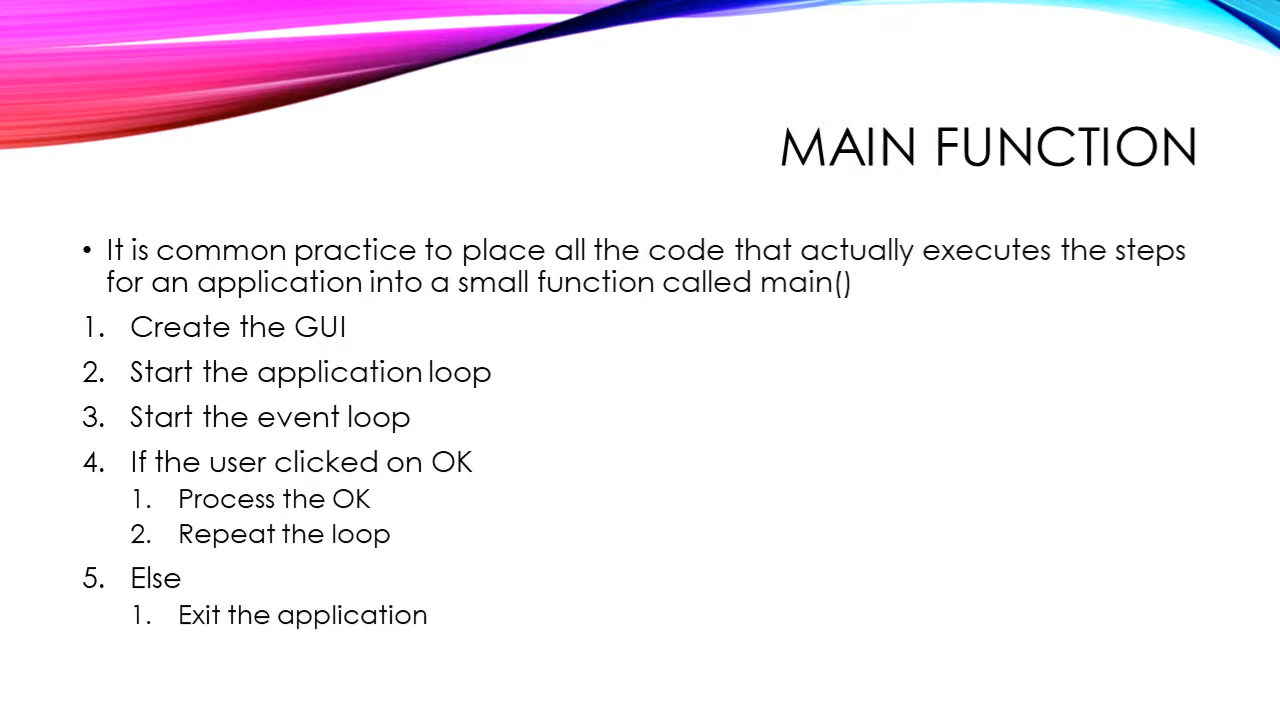 MAIN FUNCTION
• It is common practice to place all the code that actually executes the steps
for an application into a small function called main()
1. Create the GUI
2. Start the application loop
3. Start the event loop
4. If the user clicked on OK
1. Process the OK
2. Repeat the loop
5. Else
1. Exit the application